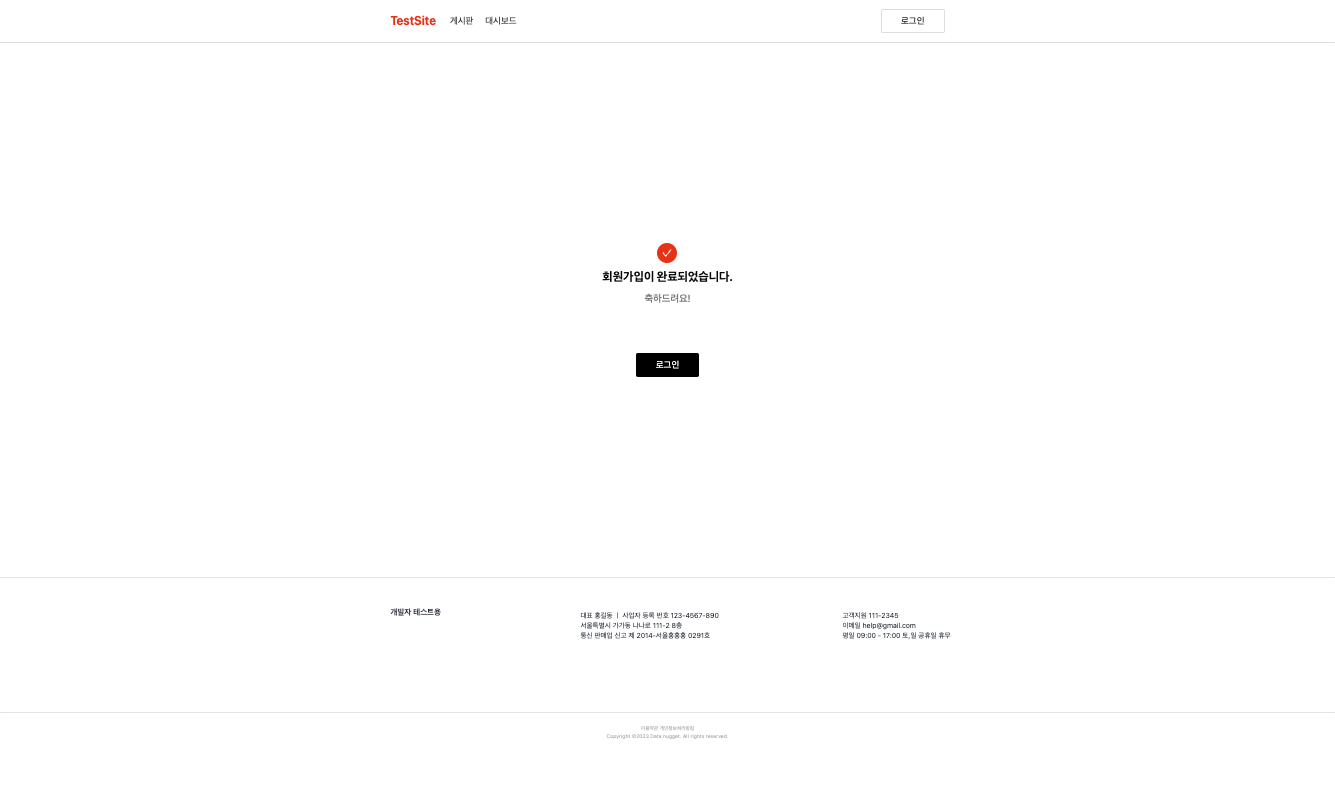 TestSite 게시판 대시보드 로그인
회원가입이 완료되었습니다.
축하드려요!
로그인
개발자 테스트용
대표 홍길동 | 사업자 등록 번호 123-4567-890
서울특별시 가가동 나나로 111-2 8층
통신 판매업 신고 제 2014-서울홍홍홍 0291호
고객지원 111-2345
이메일 help@gmail.com
평일 09:00 - 17:00 토,일 공휴일 휴무
이용약관 개인정보처리방침
Copyright ©2023 Data nugget. All rights reserved.